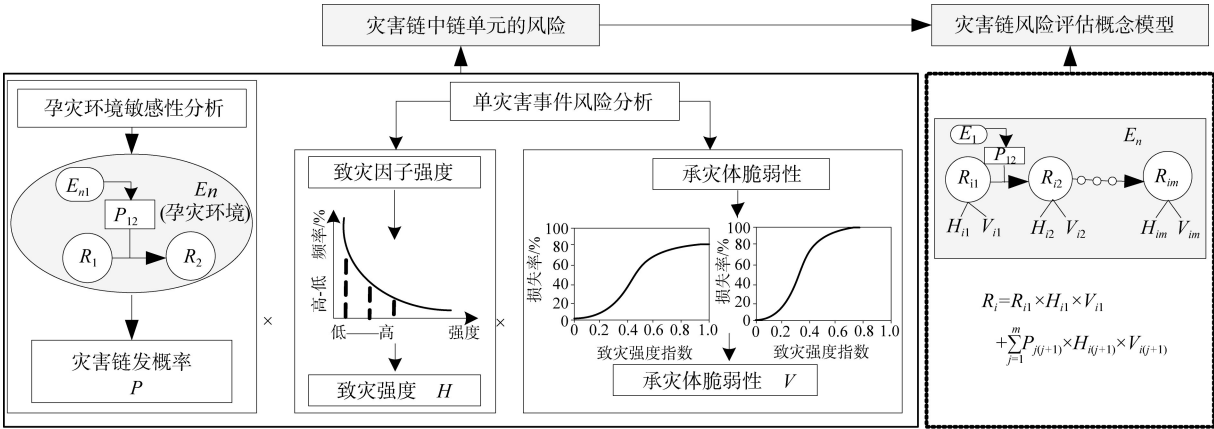 灾害链中链单元的风险
灾害链风险评估概念模型
孕灾环境敏感性分析
En1
En
(孕灾环境)
P12
R1
R2
灾害链发概率
P
×
单灾害事件风险分析
致灾因子强度
频率/%
高-低
低——高
强度
致灾强度 H
×
承灾体脆弱性
损失率/%
100
80
60
40
20
0
0 0.2 0.4 0.6 0.8 1.0
致灾强度指数
损失率/%
100
80
60
40
20
0
0 0.2 0.4 0.6 0.8 1.0
致灾强度指数
承灾体脆弱性 V
E1
En
P12
Ri1
Ri2
Rim
Hi1 Vi1
Hi2 Vi2
Him Vim
Ri=Ri1×Hi1×Vi1
+∑(j=1, m)Pj(j+1)×Hi(j+1)×Vi(j+1)